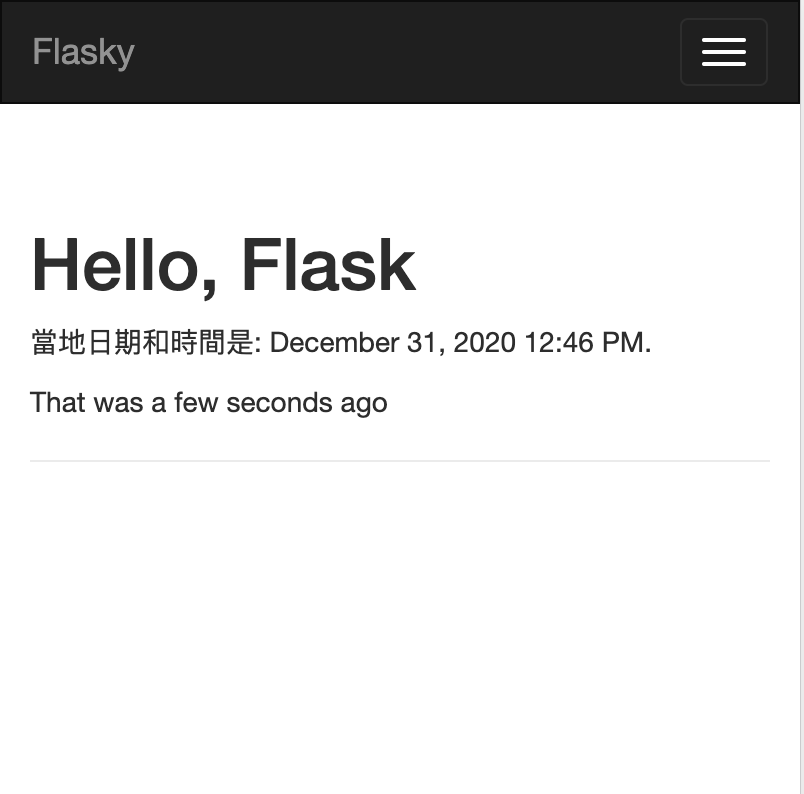 Flasky
Hello, Flask
當地日期和時間是: December 31, 2020 12:46 PM.
That was a few seconds ago